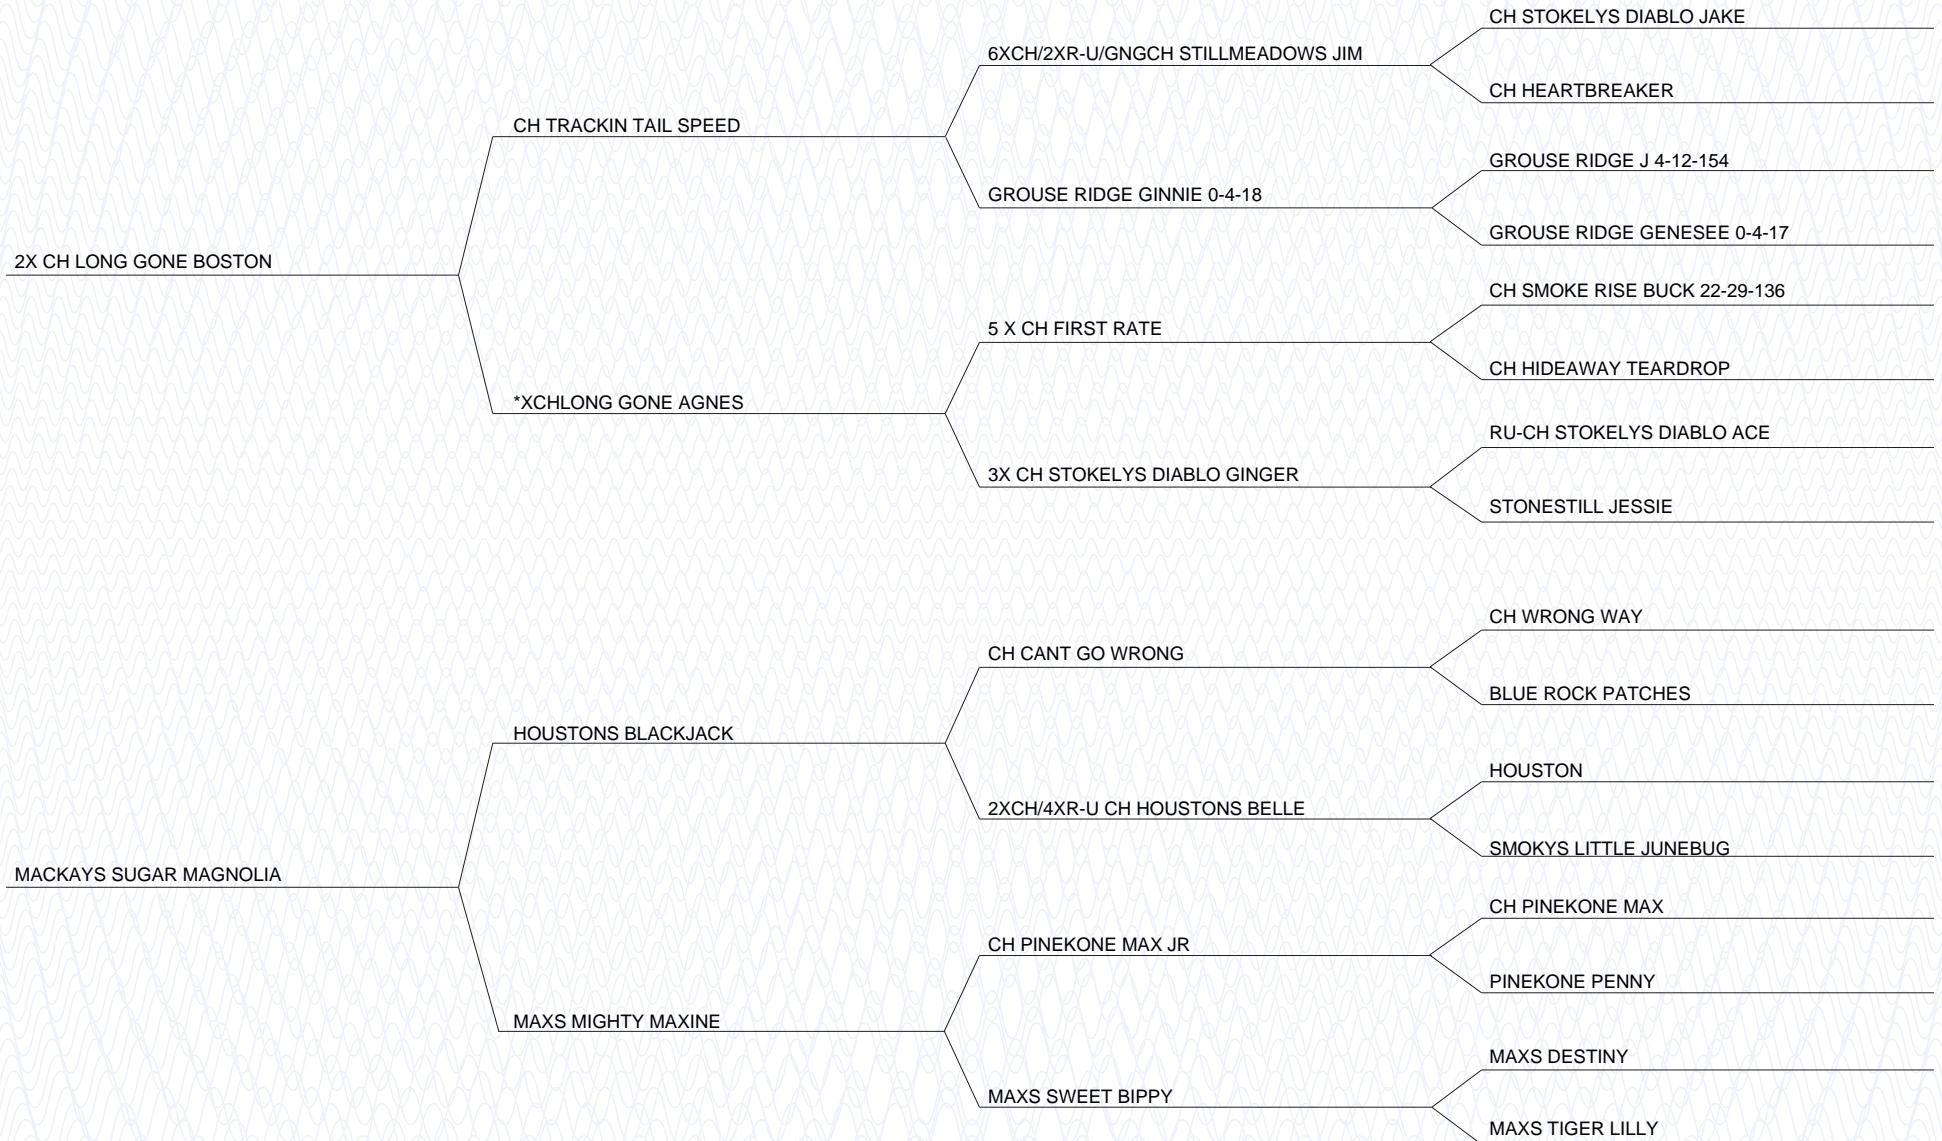 CH STOKELYS DIABLO JAKE
6XCH/2XR-U/GNGCH STILLMEADOWS JIM
CH HEARTBREAKER
CH TRACKIN TAIL SPEED
GROUSE RIDGE J 4-12-154
GROUSE RIDGE GINNIE 0-4-18
GROUSE RIDGE GENESEE 0-4-17
2X CH LONG GONE BOSTON
CH SMOKE RISE BUCK 22-29-136
5 X CH FIRST RATE
CH HIDEAWAY TEARDROP
*XCHLONG GONE AGNES
RU-CH STOKELYS DIABLO ACE
3X CH STOKELYS DIABLO GINGER
STONESTILL JESSIE
CH WRONG WAY
CH CANT GO WRONG
BLUE ROCK PATCHES
HOUSTONS BLACKJACK
HOUSTON
2XCH/4XR-U CH HOUSTONS BELLE
SMOKYS LITTLE JUNEBUG
MACKAYS SUGAR MAGNOLIA
CH PINEKONE MAX
CH PINEKONE MAX JR
PINEKONE PENNY
MAXS MIGHTY MAXINE
MAXS DESTINY
MAXS SWEET BIPPY
MAXS TIGER LILLY